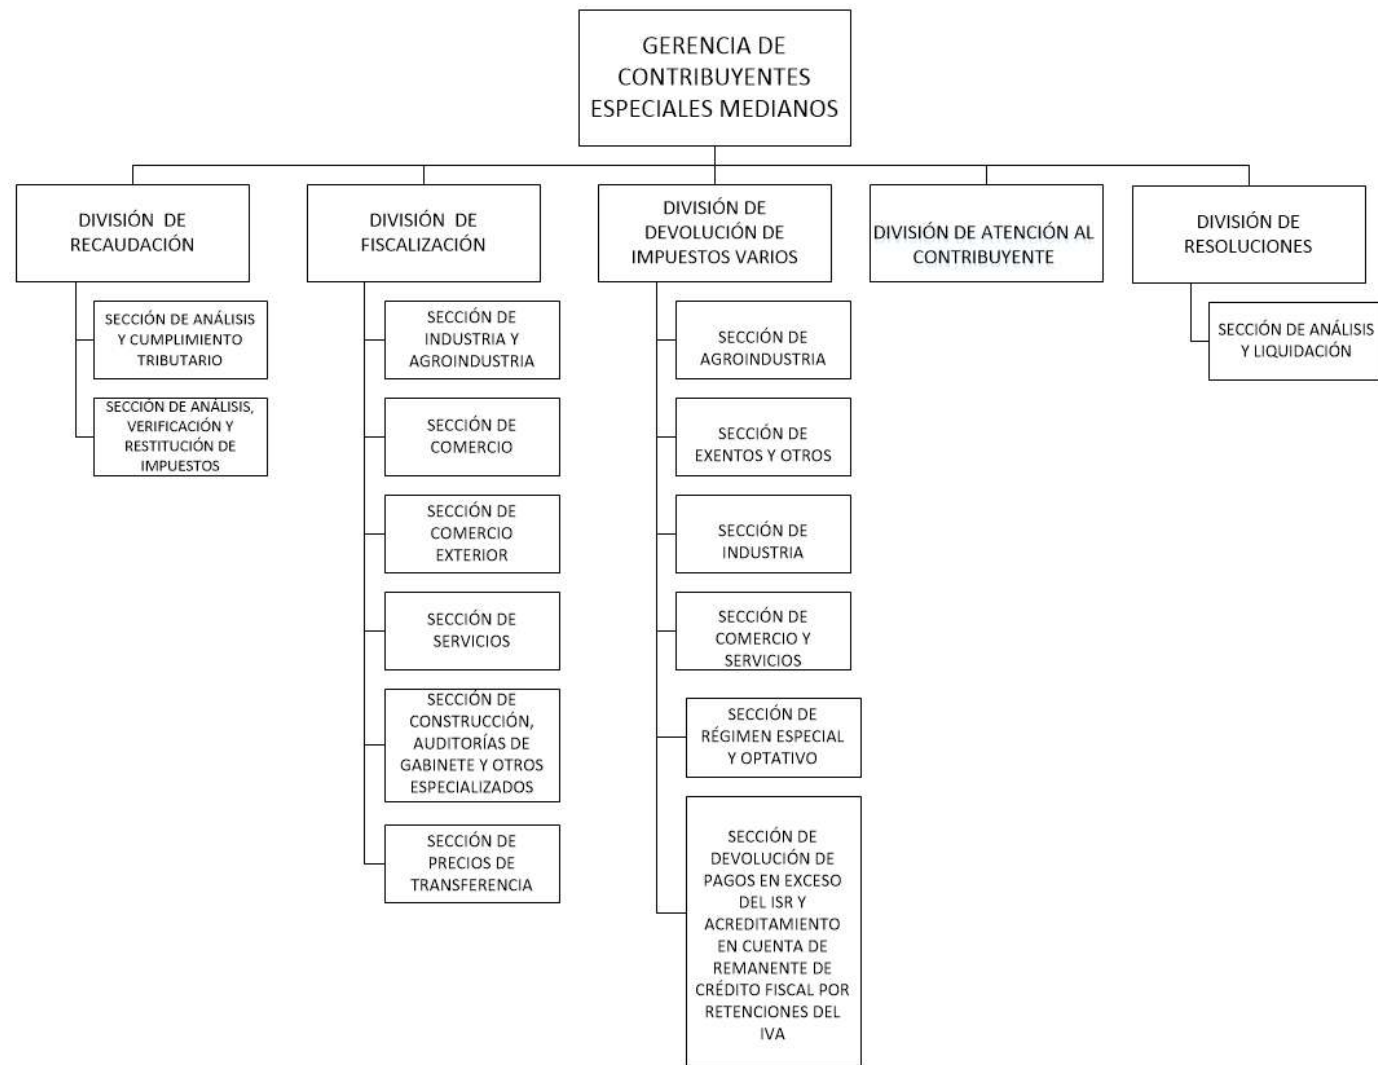 GERENCIA DE
CONTRIBUYENTES
ESPECIALES MEDIANOS
DIVISIÓN DE
RECAUDACIÓN
SECCIÓN DE ANÁLISIS
Y CUMPLIMIENTO
TRIBUTARIO
SECCIÓN DE ANÁLISIS,
VERIFICACIÓN Y
RESTITUCIÓN DE
IMPUESTOS
DIVISIÓN DE
FISCALIZACIÓN
SECCIÓN DE
INDUSTRIA Y
AGROINDUSTRIA
SECCIÓN DE
COMERCIO
SECCIÓN DE
COMERCIO
EXTERIOR
SECCIÓN DE
SERVICIOS
SECCIÓN DE
CONSTRUCCIÓN,
AUDITORÍAS DE
GABINETE Y OTROS
ESPECIALIZADOS
SECCIÓN DE
PRECIOS DE
TRANSFERENCIA
DIVISIÓN DE
DEVOLUCIÓN DE
IMPUESTOS VARIOS
SECCIÓN DE
AGROINDUSTRIA
SECCIÓN DE
EXENTOS Y OTROS
SECCIÓN DE
INDUSTRIA
SECCIÓN DE
COMERCIO Y
SERVICIOS
SECCIÓN DE
RÉGIMEN ESPECIAL
Y OPTATIVO
SECCIÓN DE
DEVOLUCIÓN DE
PAGOS EN EXCESO
DEL ISR Y
ACREDITAMIENTO
EN CUENTA DE
REMANENTE DE
CRÉDITO FISCAL POR
RETENCIONES DEL
IVA
DIVISIÓN DE ATENCIÓN AL
CONTRIBUYENTE
DIVISIÓN DE
RESOLUCIONES
SECCIÓN DE ANÁLISIS
Y LIQUIDACIÓN